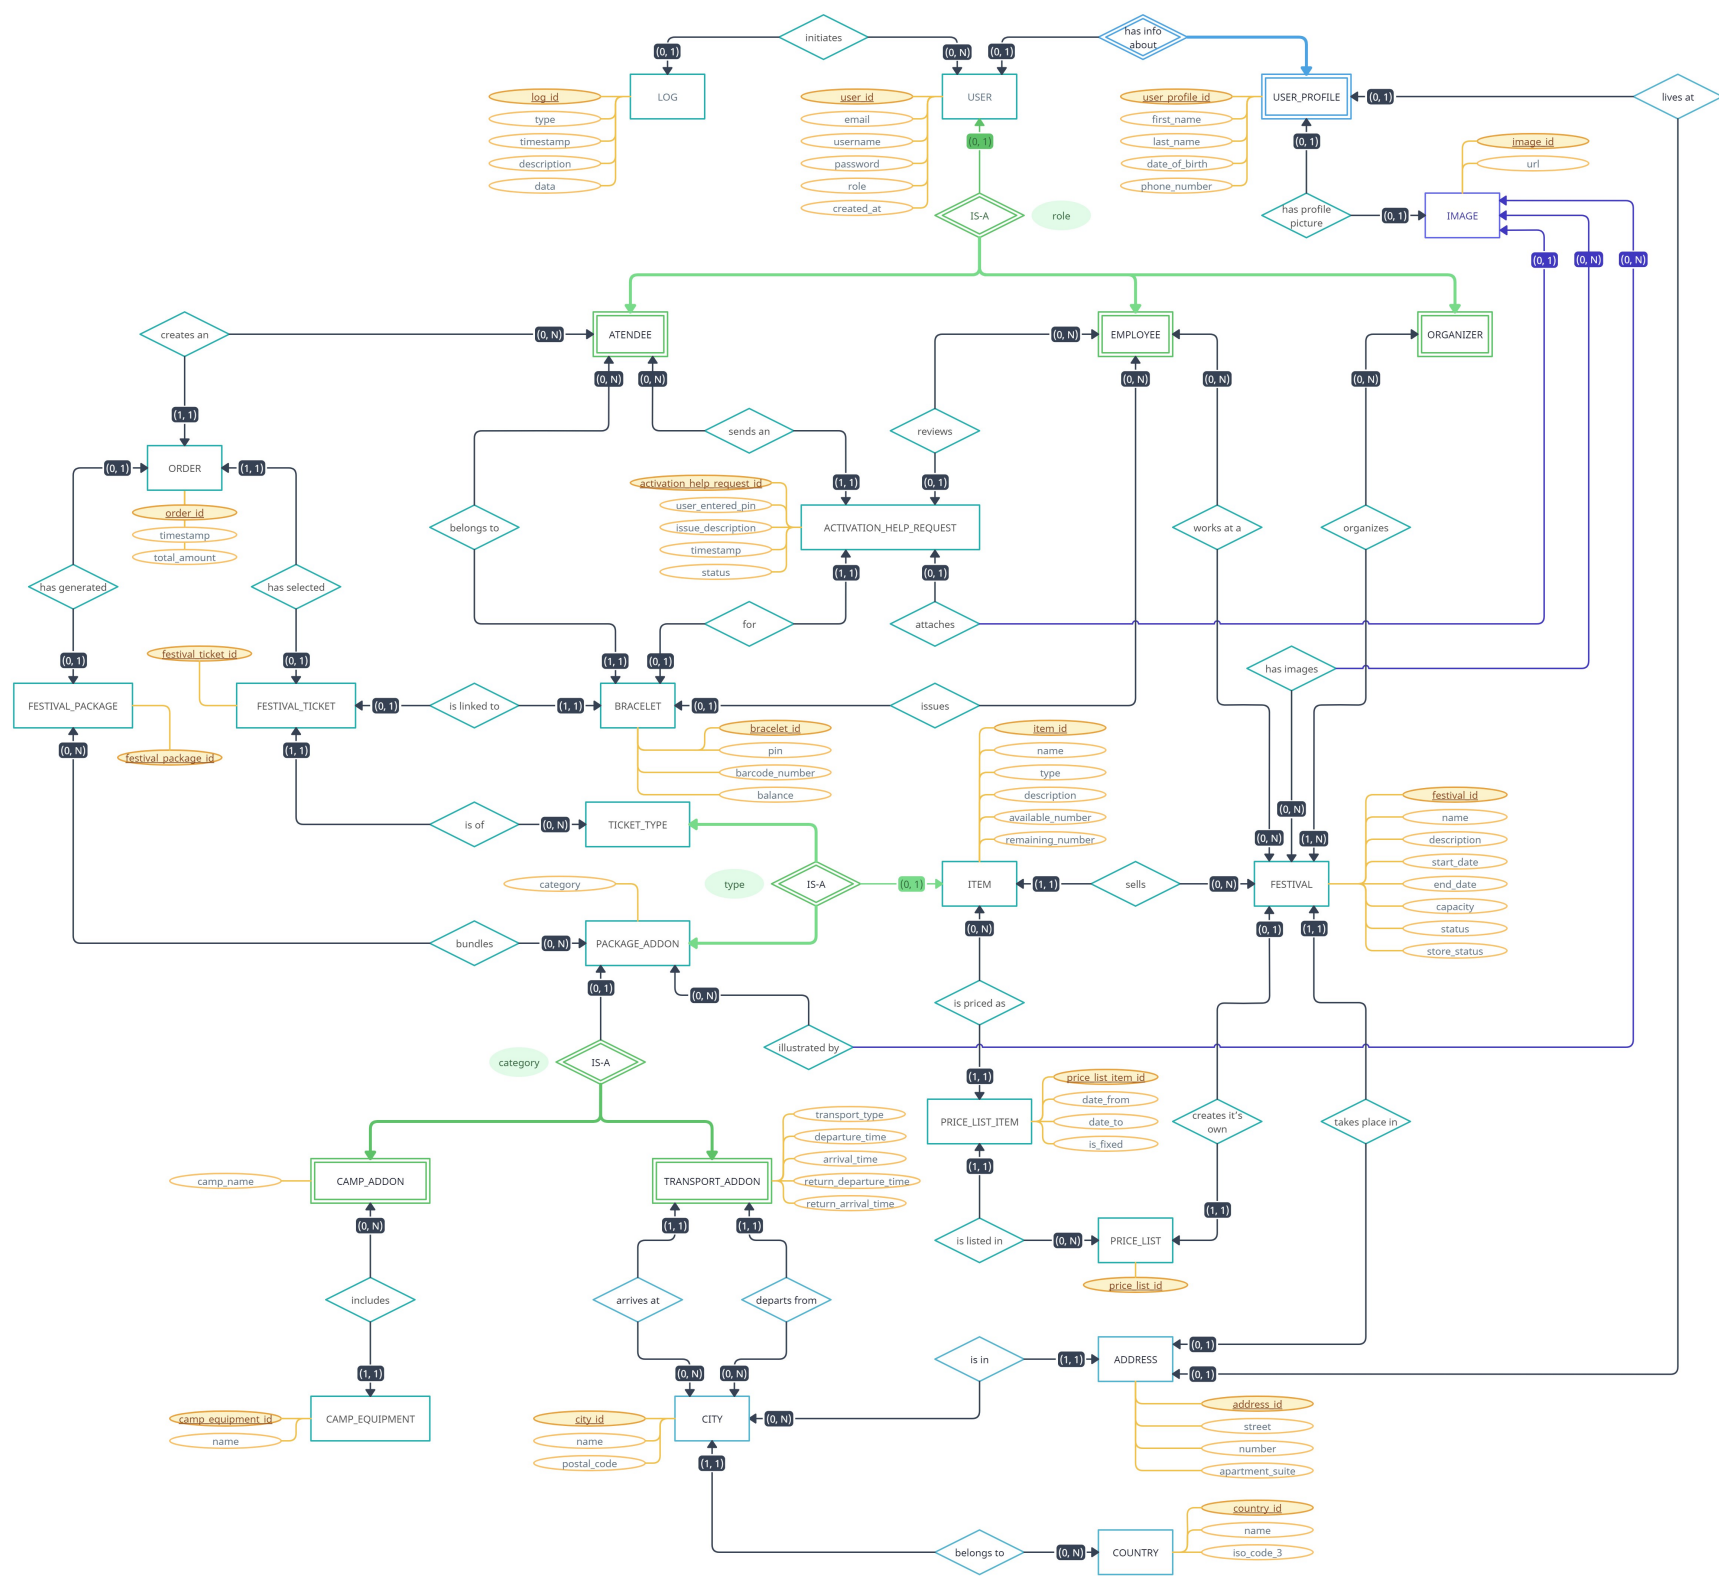 initiates
has info
about
(0, 1)
(0, N)
(0, 1)
LOG
USER
USER_PROFILE
(0, 1)
lives at
log_id
type
timestamp
description
data
user_id
email
username
password
role
created_at
user_profile_id
first_name
last_name
date_of_birth
phone_number
(0, 1)
(0, 1)
image_id
url
IS-A
role
has profile
picture
(0, 1)
IMAGE
(0, 1)
(0, N)
(0, N)
creates an
(0, N)
ATENDEE
(0, N)
EMPLOYEE
ORGANIZER
(0, N)
(0, N)
(0, N)
(0, N)
(0, N)
(1, 1)
sends an
reviews
(0, 1)
ORDER
(1, 1)
order_id
timestamp
total_amount
(1, 1)
(0, 1)
activation_help_request_id
user_entered_pin
issue_description
timestamp
status
ACTIVATION_HELP_REQUEST
belongs to
works at a
organizes
(1, 1)
(0, 1)
has generated
has selected
for
attaches
(0, 1)
(0, 1)
(1, 1)
(0, 1)
has images
festival_ticket_id
FESTIVAL_PACKAGE
FESTIVAL_TICKET
(0, 1)
is linked to
(1, 1)
BRACELET
(0, 1)
issues
(0, N)
festival_package_id
(1, 1)
bracelet_id
pin
barcode_number
balance
item_id
name
type
description
available_number
remaining_number
festival_id
name
description
start_date
end_date
capacity
status
store_status
(0, N)
(0, N)
(1, N)
is of
(0, N)
TICKET_TYPE
category
type
IS-A
(0, 1)
ITEM
(1, 1)
sells
(0, N)
FESTIVAL
bundles
(0, N)
PACKAGE_ADDON
(0, N)
(0, 1)
(1, 1)
(0, 1)
(0, N)
is priced as
category
IS-A
illustrated by
(1, 1)
PRICE_LIST_ITEM
price_list_item_id
date_from
date_to
is_fixed
creates it's
own
takes place in
transport_type
departure_time
arrival_time
return_departure_time
return_arrival_time
camp_name
CAMP_ADDON
TRANSPORT_ADDON
(1, 1)
(0, N)
(1, 1)
(1, 1)
(1, 1)
is listed in
(0, N)
PRICE_LIST
price_list_id
includes
arrives at
departs from
(1, 1)
(0, N)
(0, N)
is in
(1, 1)
ADDRESS
(0, 1)
(0, 1)
camp_equipment_id
name
CAMP_EQUIPMENT
city_id
name
postal_code
CITY
(0, N)
address_id
street
number
apartment_suite
(1, 1)
belongs to
(0, N)
COUNTRY
country_id
name
iso_code_3